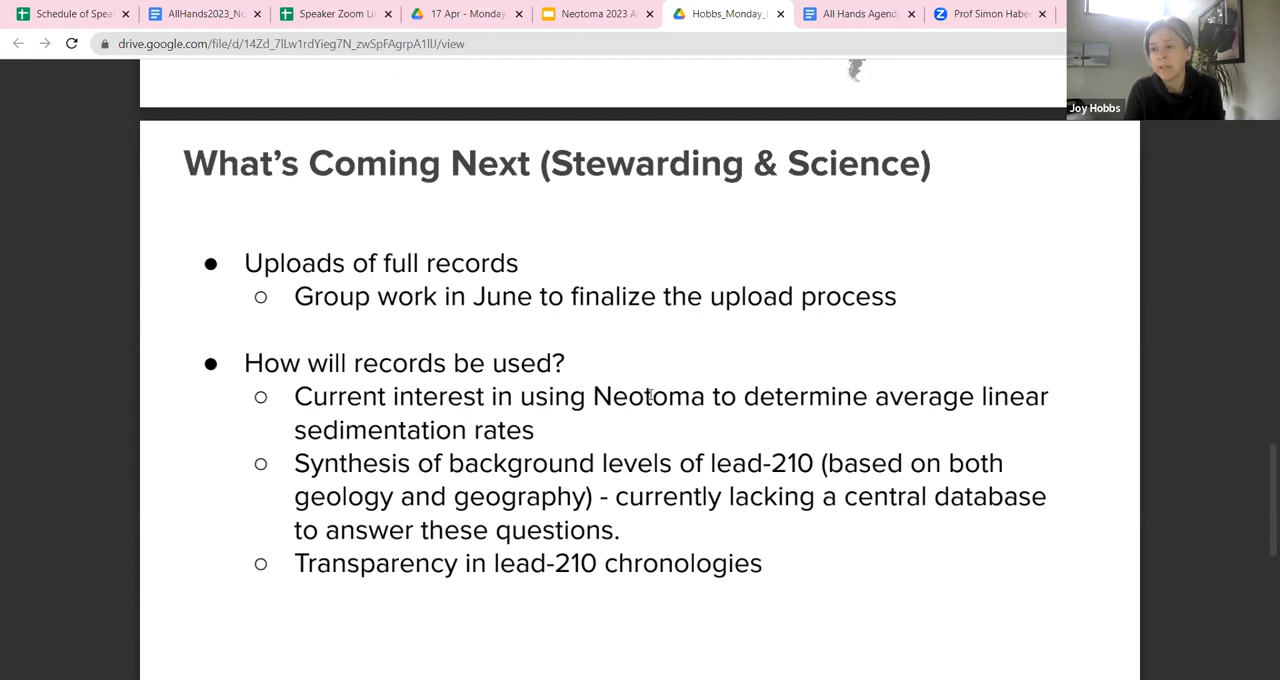 Schedule of Spea
AllHands2023_No
Speaker Zoom Li
17 Apr - Monday
Neotoma 2023 A
Hobbs_Monday_
All Hands Agend
Prof Simon Habe
drive.google.com/file/d/14Zd_7lLw1rdYieg7N_zwSpFAgrpA1llJ/view
Joy Hobbs
What's Coming Next (Stewarding & Science)
● Uploads of full records
○ Group work in June to finalize the upload process
● How will records be used?
○ Current interest in using Neotoma to determine average linear
sedimentation rates
○ Synthesis of background levels of lead-210 (based on both
geology and geography) - currently lacking a central database
to answer these questions.
○ Transparency in lead-210 chronologies